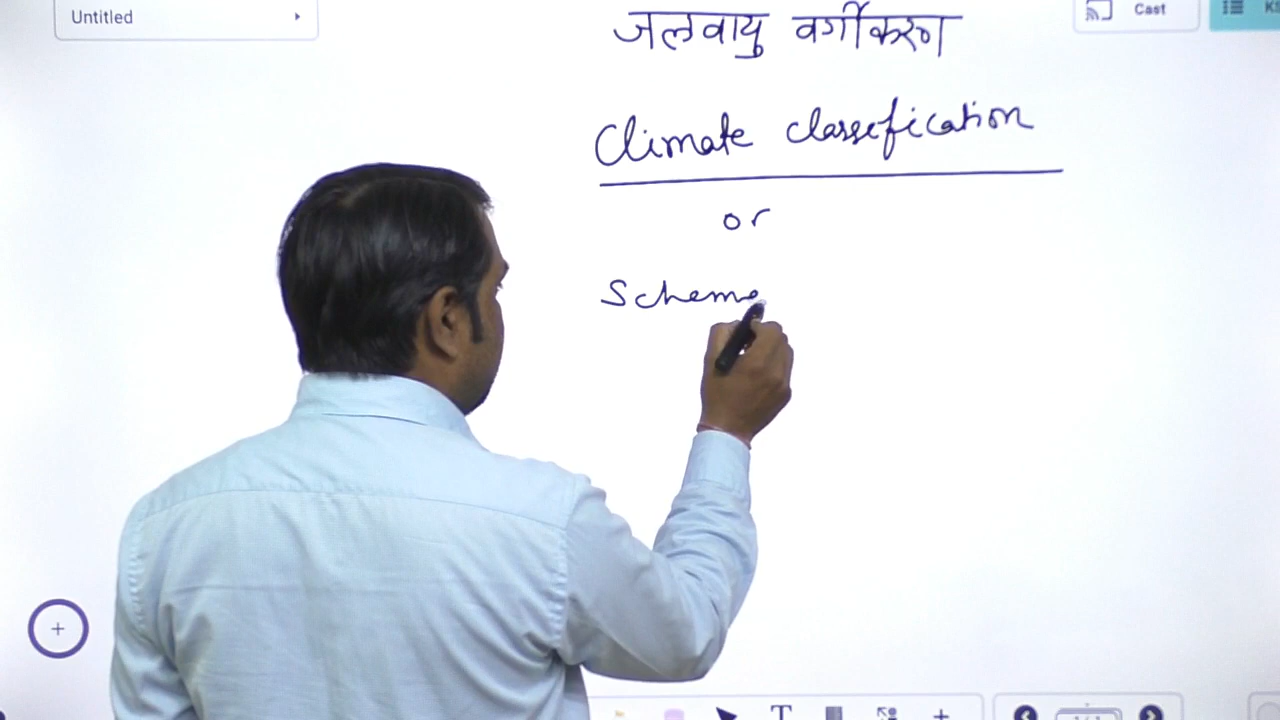 Untitled
Cast
जलवायु वर्गीकरण
Climate classification
or
Scheme
T